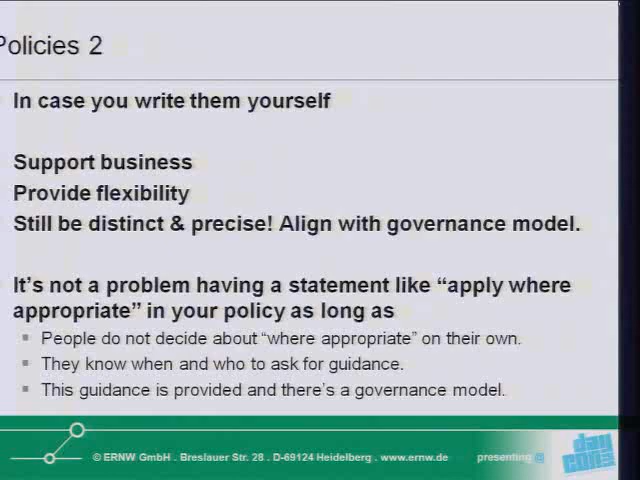 Policies 2
In case you write them yourself
Support business
Provide flexibility
Still be distinct & precise! Align with governance model.
It's not a problem having a statement like “apply where
appropriate” in your policy as long as
People do not decide about “where appropriate” on their own.
They know when and who to ask for guidance.
This guidance is provided and there's a governance model.
© ERNW GmbH . Breslauer Str. 28 . D-69124 Heidelberg . www.ernw.de presenting @
day
con